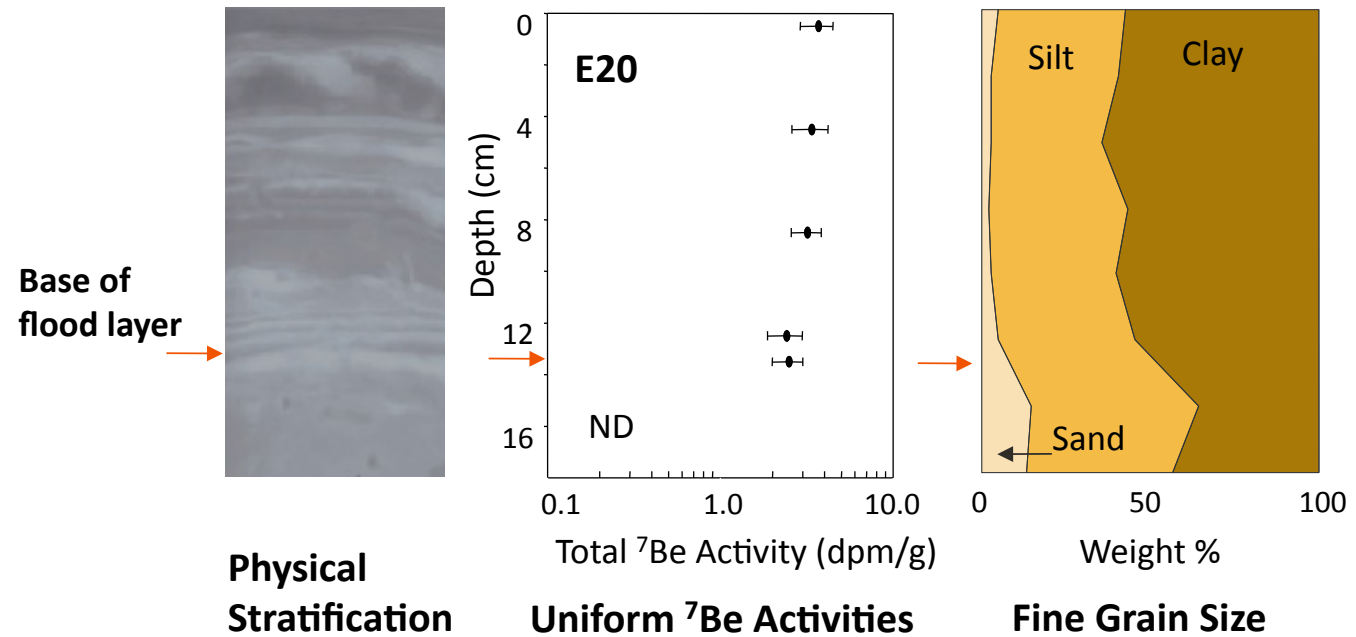 Base of
flood layer
Physical
Stratification
E20
ND
Depth (cm)
0
4
8
12
16
0.1 1.0 10.0
Total ⁷Be Activity (dpm/g)
Uniform ⁷Be Activities
Silt Clay
Sand
0 50 100
Weight %
Fine Grain Size